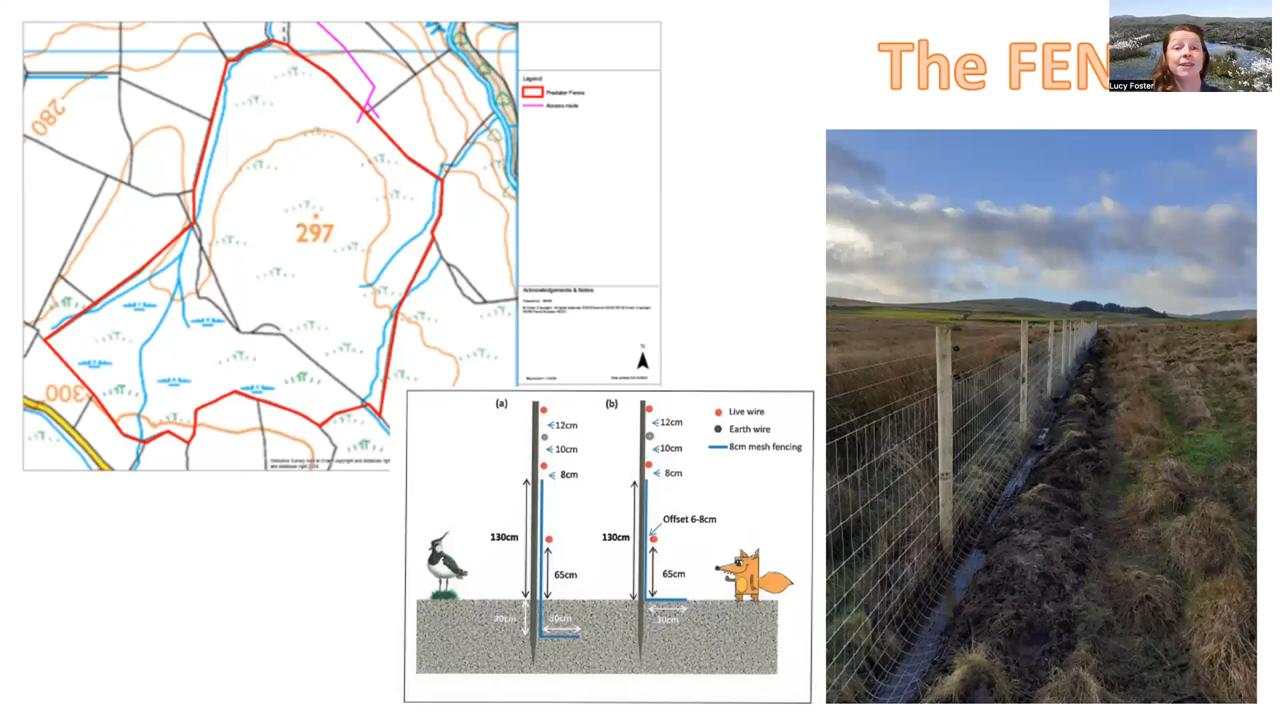 The FEN
Lucy Foster
280
297
300
Legend
Predator Fence
Access route
Acknowledgements & Notes
N
(a)
(b)
Live wire
Earth wire
8cm mesh fencing
12cm
10cm
8cm
12cm
10cm
8cm
Offset 6-8cm
130cm
65cm
130cm
65cm
30cm
30cm
30cm